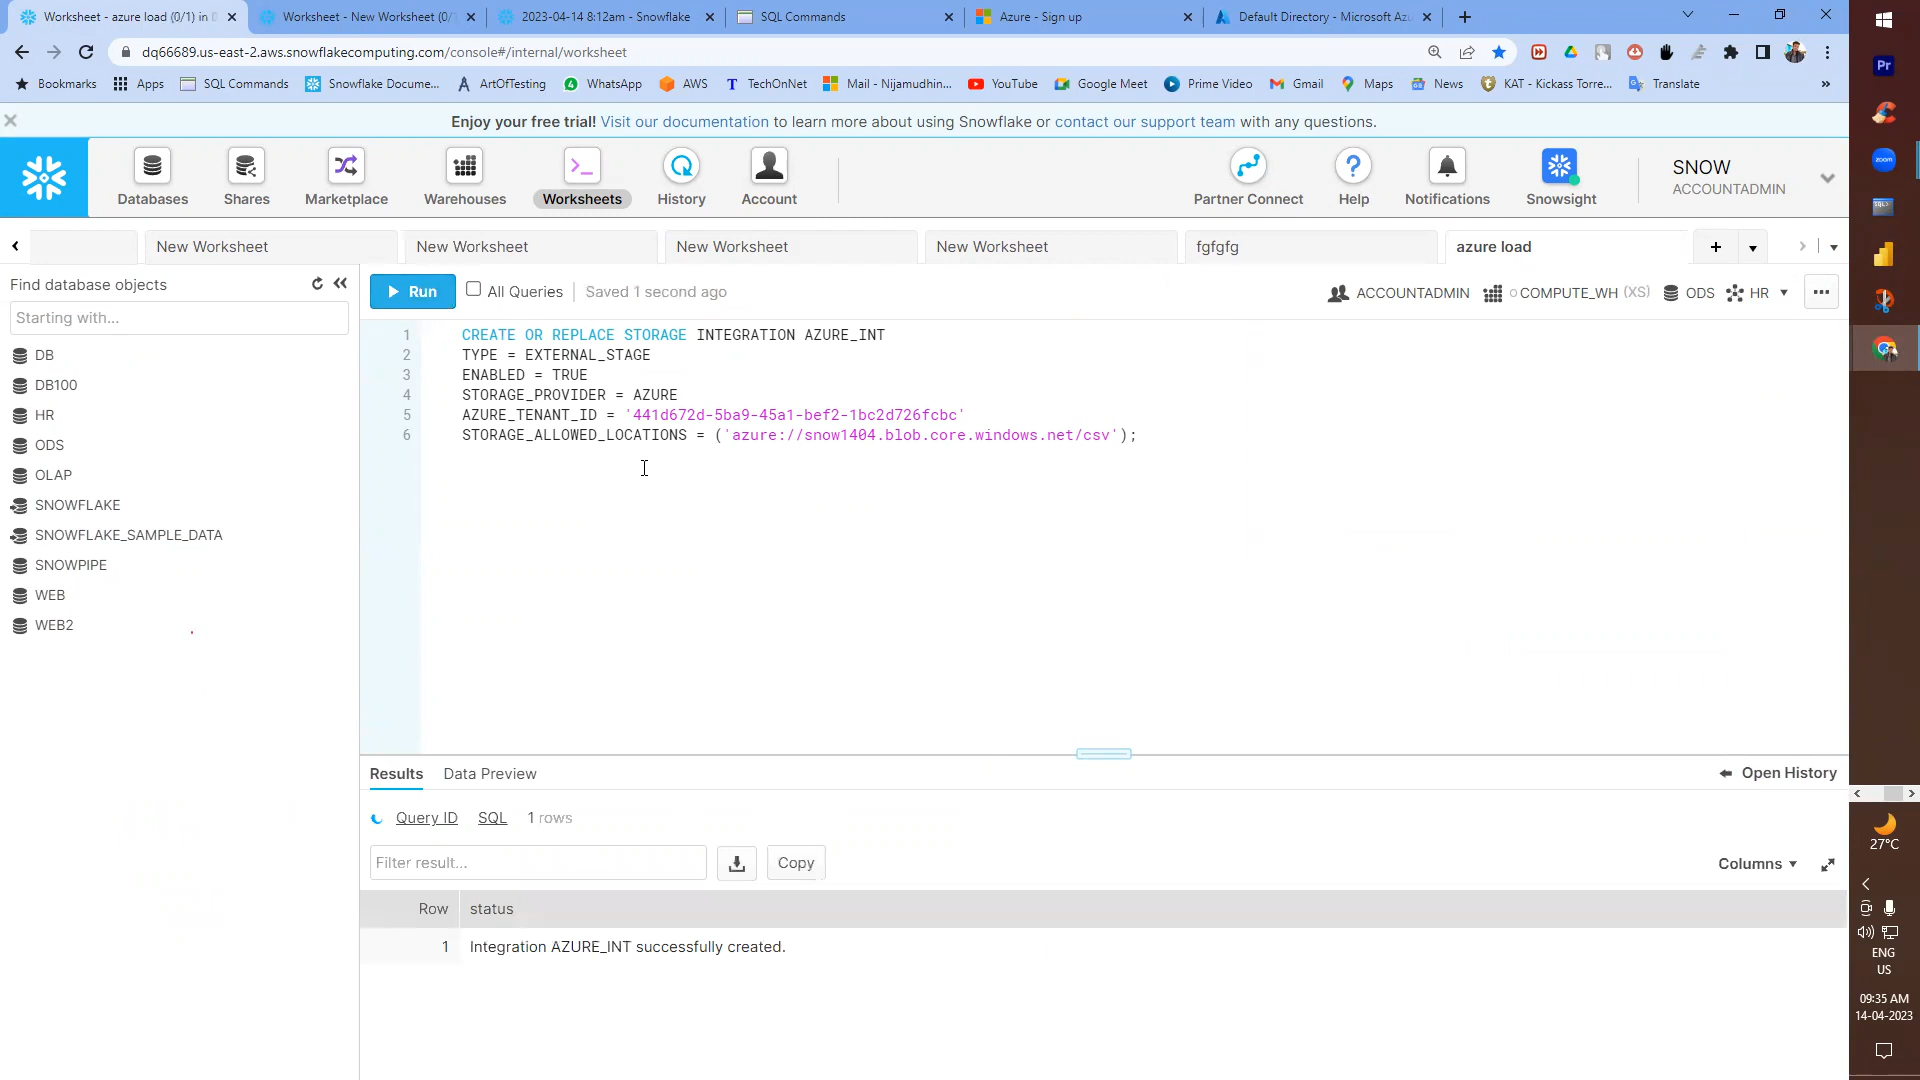 Worksheet - azure load (0/1) in D
Worksheet - New Worksheet (0/
2023-04-14 8:12am - Snowflake
SQL Commands
Azure - Sign up
Default Directory - Microsoft Azu
dq66689.us-east-2.aws.snowflakecomputing.com/console#/internal/worksheet
Bookmarks
Apps
SQL Commands
Snowflake Docume...
ArtOfTesting
WhatsApp
AWS
TechOnNet
Mail - Nijamudhin...
YouTube
Google Meet
Prime Video
Gmail
Maps
News
KAT - Kickass Torre...
Translate
Enjoy your free trial! Visit our documentation to learn more about using Snowflake or contact our support team with any questions.
Databases
Shares
Marketplace
Warehouses
Worksheets
History
Account
Partner Connect
Help
Notifications
Snowsight
SNOW
ACCOUNTADMIN
New Worksheet
New Worksheet
New Worksheet
New Worksheet
fgfgfg
azure load
Find database objects
Starting with...
DB
DB100
HR
ODS
OLAP
SNOWFLAKE
SNOWFLAKE_SAMPLE_DATA
SNOWPIPE
WEB
WEB2
Run
All Queries
Saved 1 second ago
ACCOUNTADMIN
COMPUTE_WH (XS)
ODS
HR
1 CREATE OR REPLACE STORAGE INTEGRATION AZURE_INT
2 TYPE = EXTERNAL_STAGE
3 ENABLED = TRUE
4 STORAGE_PROVIDER = AZURE
5 AZURE_TENANT_ID = '441d672d-5ba9-45a1-bef2-1bc2d726fcbc'
6 STORAGE_ALLOWED_LOCATIONS = ('azure://snow1404.blob.core.windows.net/csv');
Results
Data Preview
Open History
Query ID
SQL
1 rows
Filter result...
Copy
Columns
Row status
1 Integration AZURE_INT successfully created.
Pr
zoom
27°C
ENG
US
09:35 AM
14-04-2023